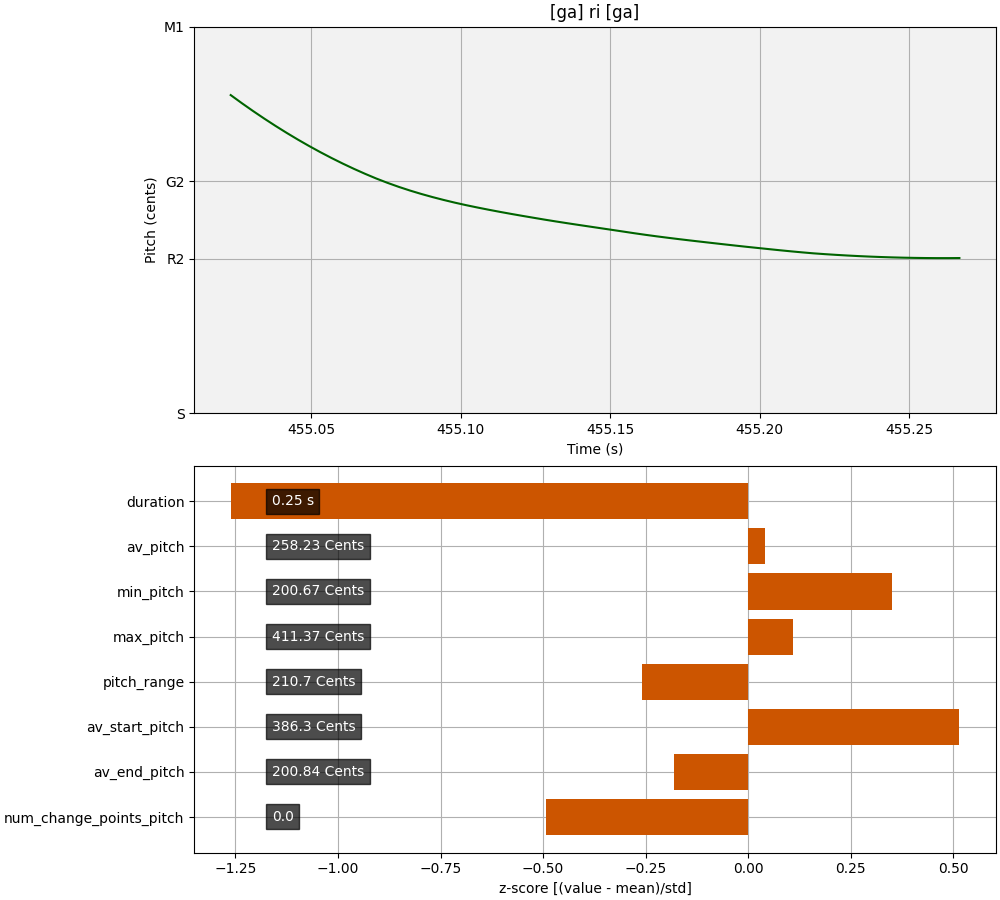 [ga] ri [ga]
M1
G2
R2
S
Pitch (cents)
455.05 455.10 455.15 455.20 455.25
Time (s)
duration 0.25 s
av_pitch 258.23 Cents
min_pitch 200.67 Cents
max_pitch 411.37 Cents
pitch_range 210.7 Cents
av_start_pitch 386.3 Cents
av_end_pitch 200.84 Cents
num_change_points_pitch 0.0
−1.25 −1.00 −0.75 −0.50 −0.25 0.00 0.25 0.50
z-score [(value - mean)/std]